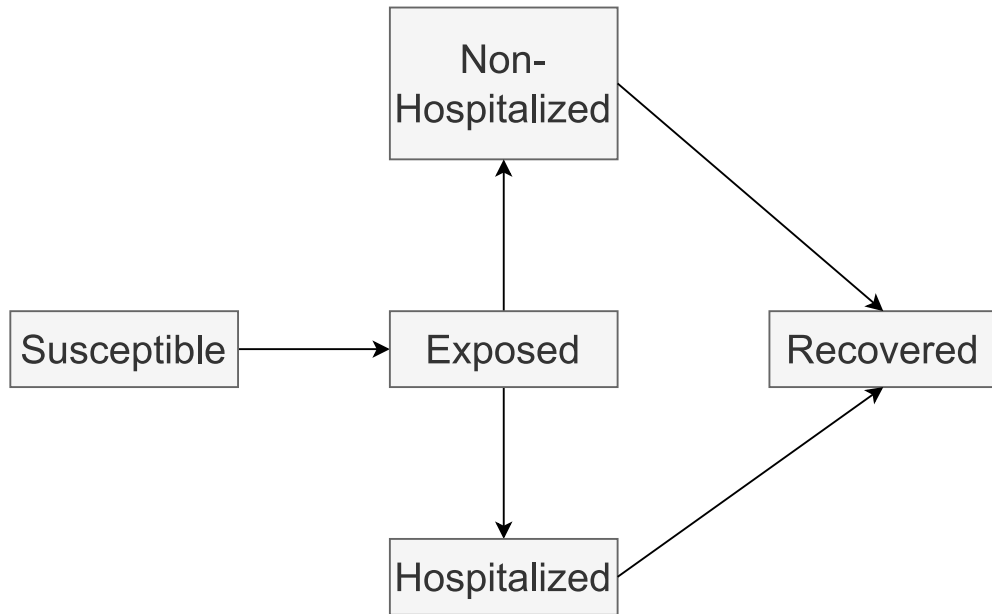 Non-
Hospitalized
Susceptible
Exposed
Recovered
Hospitalized